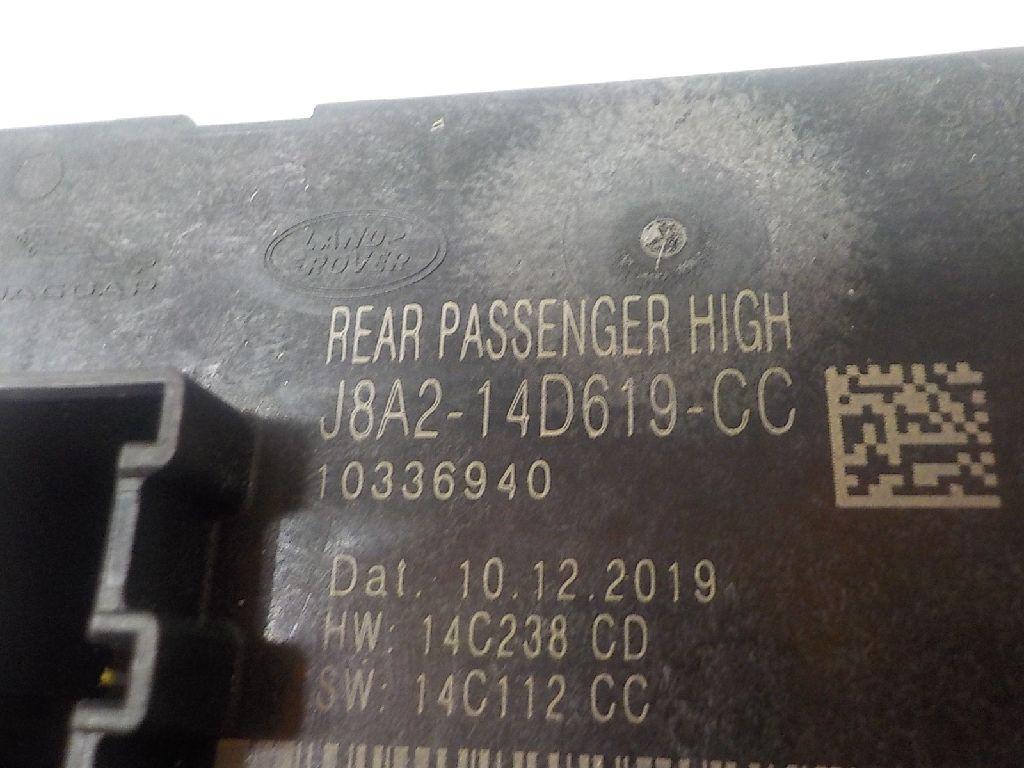 LAND-
ROVER
JAGUAR
REAR PASSENGER HIGH
J8A2-14D619-CC
10336940
Dat. 10.12.2019
HW: 14C238 CD
SW: 14C112 CC